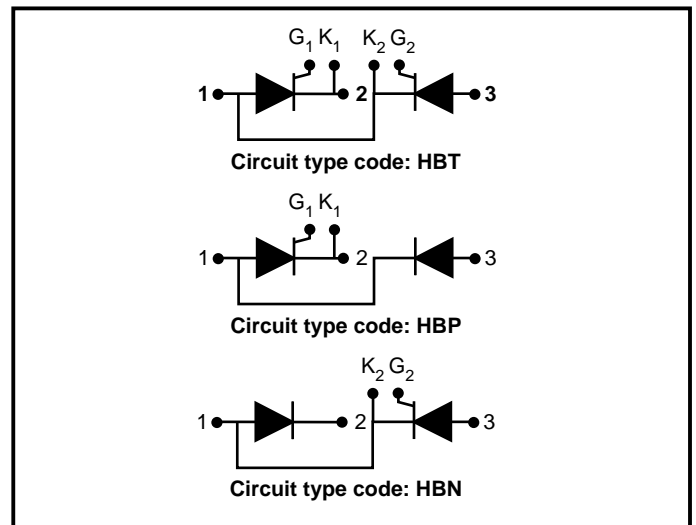 G1 K1 K2 G2
1 2 3
Circuit type code: HBT
G1 K1
1 2 3
Circuit type code: HBP
K2 G2
1 2 3
Circuit type code: HBN